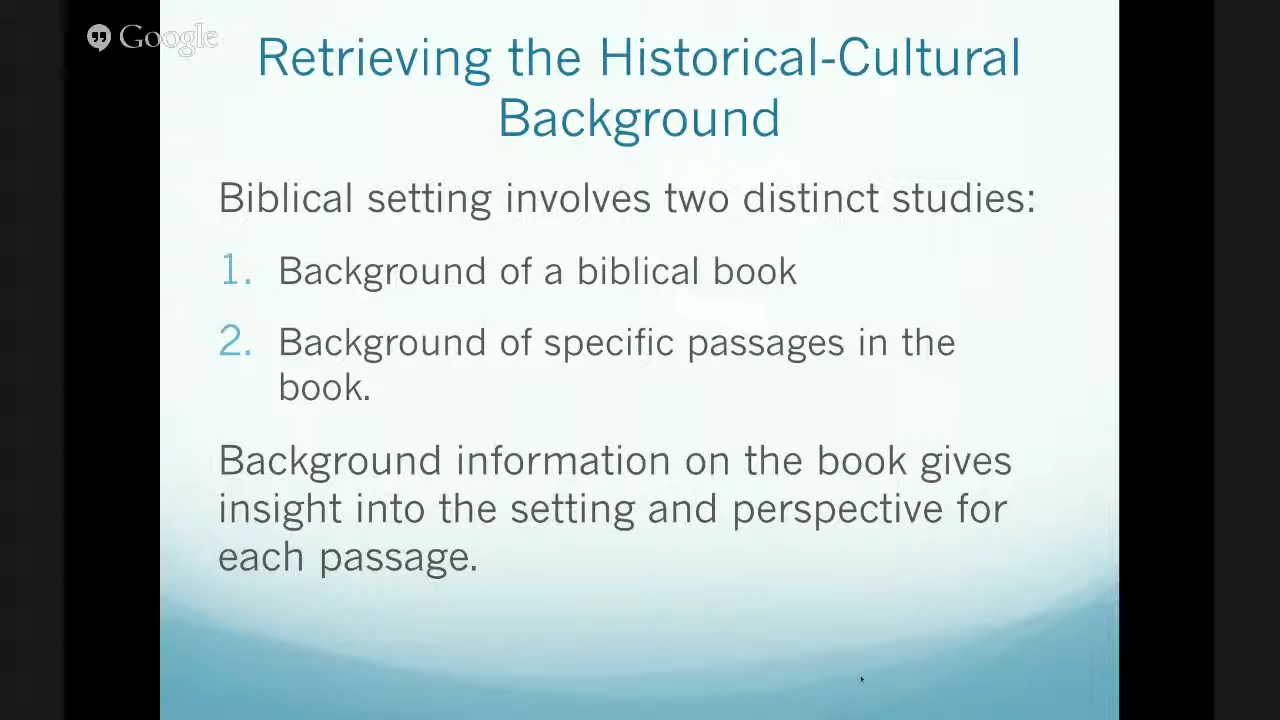 Google
Retrieving the Historical-Cultural
Background
Biblical setting involves two distinct studies:
1. Background of a biblical book
2. Background of specific passages in the
book.
Background information on the book gives
insight into the setting and perspective for
each passage.